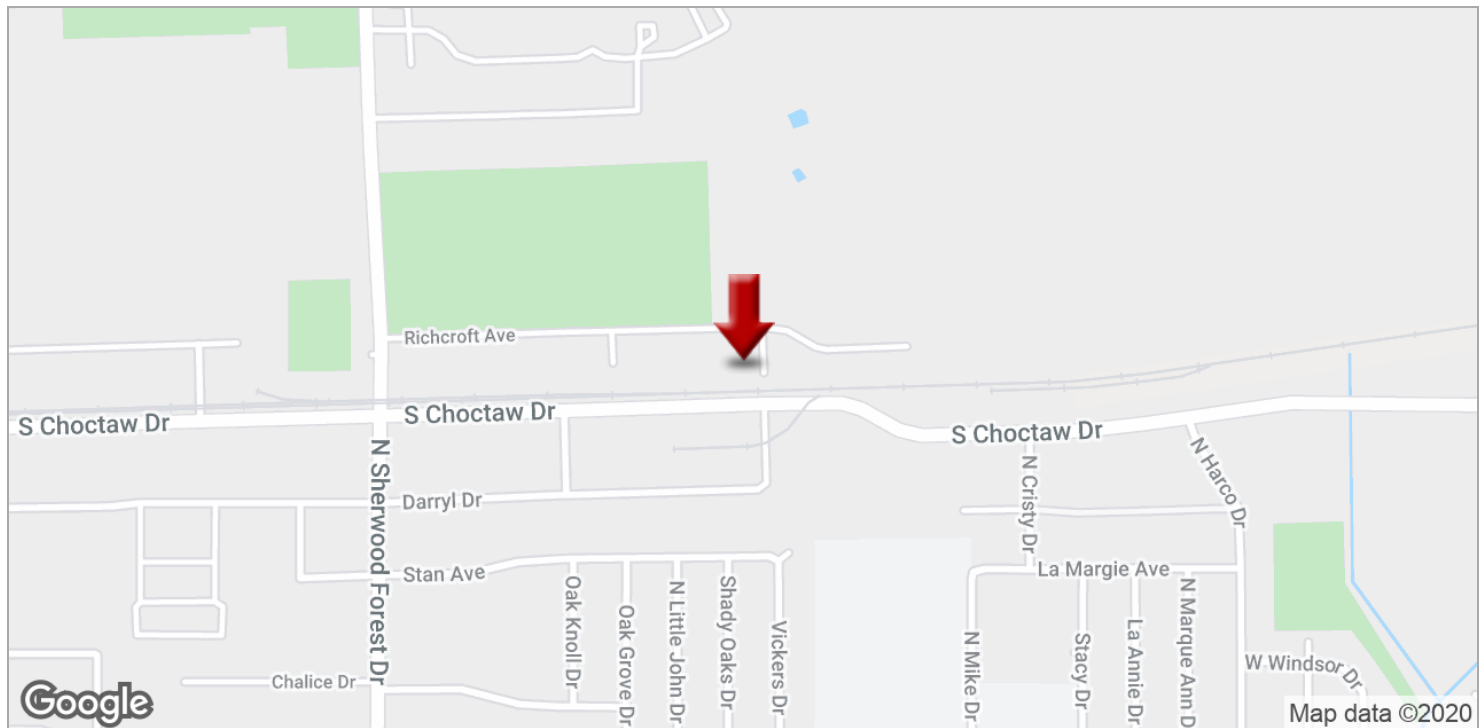 Richcroft Ave
S Choctaw Dr
S Choctaw Dr
S Choctaw Dr
N Sherwood Forest Dr
Darryl Dr
N Cristy Dr
N Harco Dr
Stan Ave
La Margie Ave
Oak Knoll Dr
Oak Grove Dr
N Little John Dr
Shady Oaks Dr
Vickers Dr
N Mike Dr
Stacy Dr
La Annie Dr
N Marque Ann D
W Windsor Dr
Chalice Dr
Google
Map data ©2020